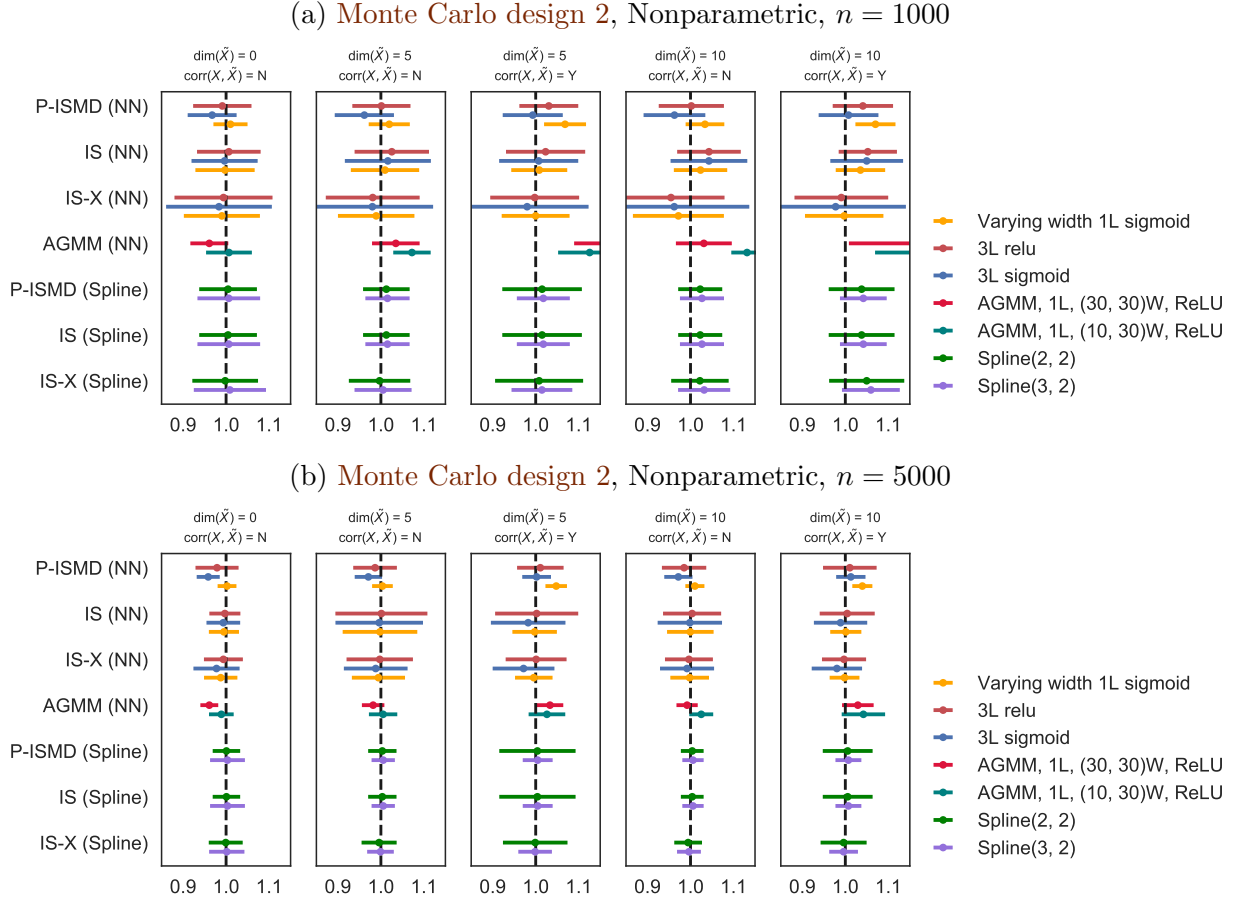 (a) Monte Carlo design 2, Nonparametric, n = 1000
dim(X̃) = 0
corr(X, X̃) = N
dim(X̃) = 5
corr(X, X̃) = N
dim(X̃) = 5
corr(X, X̃) = Y
dim(X̃) = 10
corr(X, X̃) = N
dim(X̃) = 10
corr(X, X̃) = Y
P-ISMD (NN)
IS (NN)
IS-X (NN)
AGMM (NN)
P-ISMD (Spline)
IS (Spline)
IS-X (Spline)
0.9 1.0 1.1 0.9 1.0 1.1 0.9 1.0 1.1 0.9 1.0 1.1 0.9 1.0 1.1
Varying width 1L sigmoid
3L relu
3L sigmoid
AGMM, 1L, (30, 30)W, ReLU
AGMM, 1L, (10, 30)W, ReLU
Spline(2, 2)
Spline(3, 2)
(b) Monte Carlo design 2, Nonparametric, n = 5000
dim(X̃) = 0
corr(X, X̃) = N
dim(X̃) = 5
corr(X, X̃) = N
dim(X̃) = 5
corr(X, X̃) = Y
dim(X̃) = 10
corr(X, X̃) = N
dim(X̃) = 10
corr(X, X̃) = Y
P-ISMD (NN)
IS (NN)
IS-X (NN)
AGMM (NN)
P-ISMD (Spline)
IS (Spline)
IS-X (Spline)
0.9 1.0 1.1 0.9 1.0 1.1 0.9 1.0 1.1 0.9 1.0 1.1 0.9 1.0 1.1
Varying width 1L sigmoid
3L relu
3L sigmoid
AGMM, 1L, (30, 30)W, ReLU
AGMM, 1L, (10, 30)W, ReLU
Spline(2, 2)
Spline(3, 2)